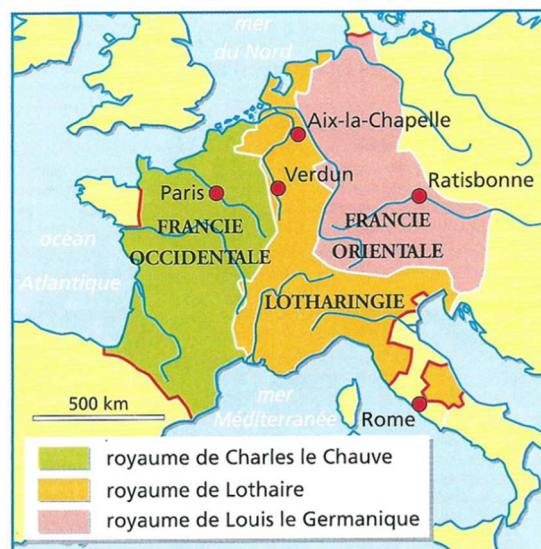 mer
du Nord
Aix-la-Chapelle
Verdun
Paris
Ratisbonne
FRANCIE
OCCIDENTALE
FRANCIE
ORIENTALE
océan
Atlantique
LOTHARINGIE
500 km
mer
Méditerranée
Rome
royaume de Charles le Chauve
royaume de Lothaire
royaume de Louis le Germanique